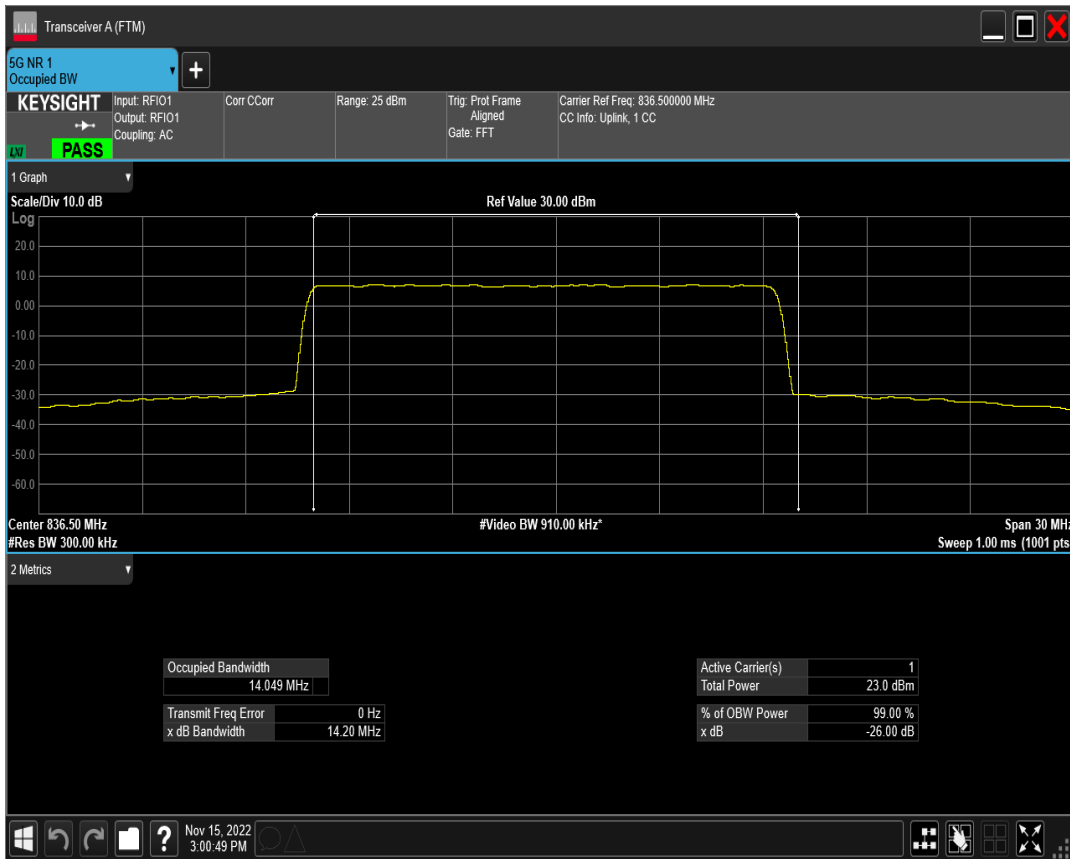 Transceiver A (FTM)
5G NR 1
Occupied BW
+
KEYSIGHT
LXI
PASS
Input: RFIO1
Output: RFIO1
Coupling: AC
Corr CCorr
Range: 25 dBm
Trig: Prot Frame
Aligned
Gate: FFT
Carrier Ref Freq: 836.500000 MHz
CC Info: Uplink, 1 CC
1 Graph
Scale/Div 10.0 dB
Ref Value 30.00 dBm
Log
20.0
10.0
0.00
-10.0
-20.0
-30.0
-40.0
-50.0
-60.0
Center 836.50 MHz
#Video BW 910.00 kHz*
Span 30 MHz
#Res BW 300.00 kHz
Sweep 1.00 ms (1001 pts
2 Metrics
Occupied Bandwidth
14.049 MHz
Transmit Freq Error 0 Hz
x dB Bandwidth 14.20 MHz
Active Carrier(s) 1
Total Power 23.0 dBm
% of OBW Power 99.00 %
x dB -26.00 dB
?
Nov 15, 2022
3:00:49 PM